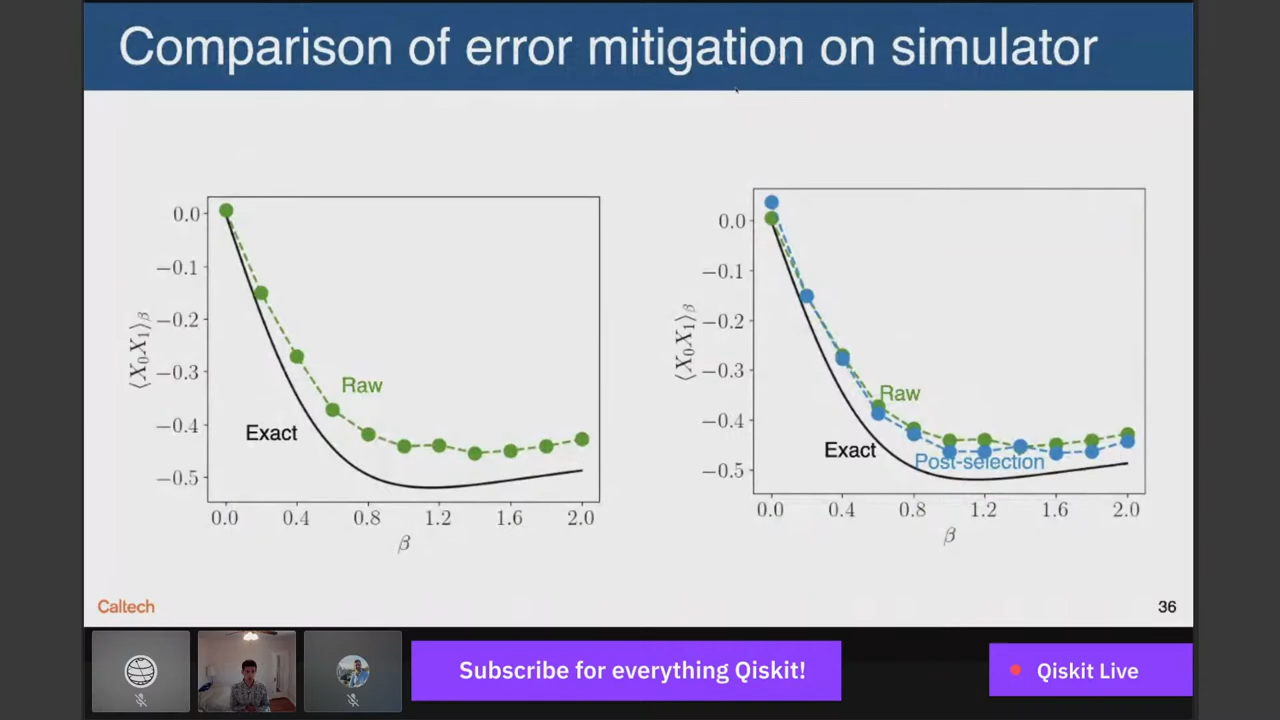 Comparison of error mitigation on simulator
0.0
−0.1
−0.2
−0.3
−0.4
−0.5
⟨X₀X₁⟩β
Raw
Exact
0.0 0.4 0.8 1.2 1.6 2.0
β
0.0
−0.1
−0.2
−0.3
−0.4
−0.5
⟨X₀X₁⟩β
Raw
Exact
Post-selection
0.0 0.4 0.8 1.2 1.6 2.0
β
Caltech
36
Subscribe for everything Qiskit!
Qiskit Live